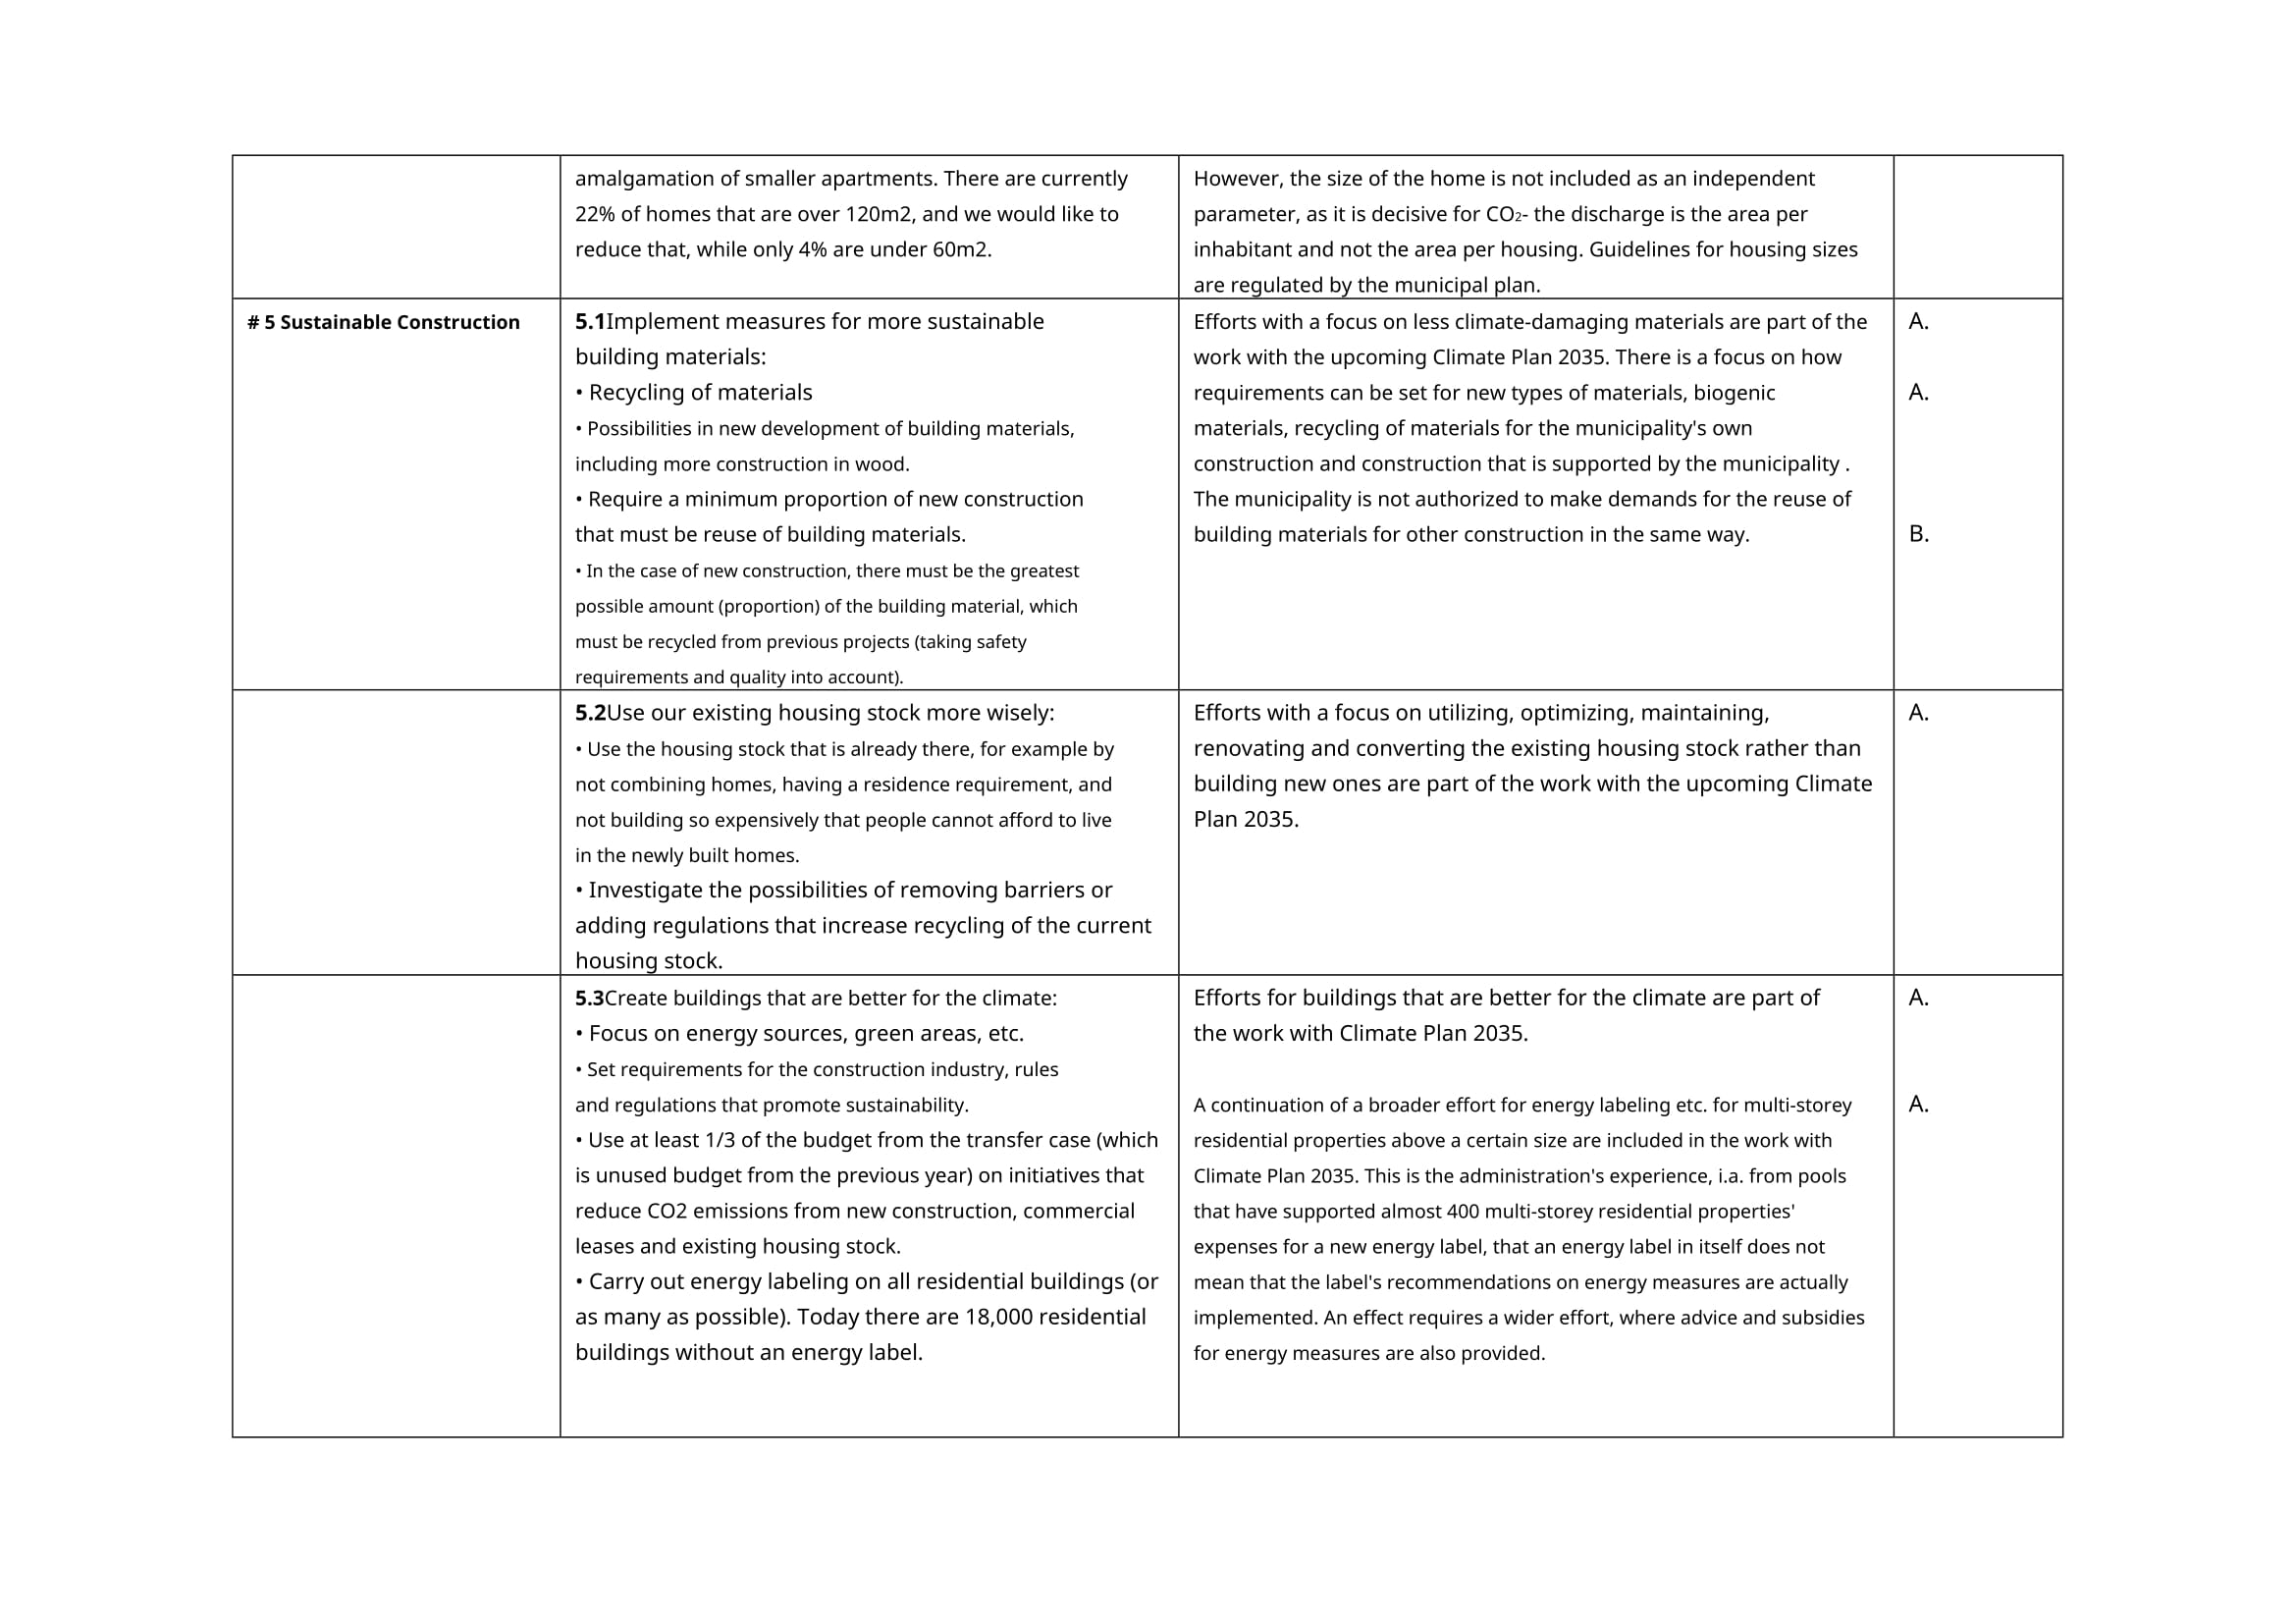 amalgamation of smaller apartments. There are currently
22% of homes that are over 120m2, and we would like to
reduce that, while only 4% are under 60m2.
However, the size of the home is not included as an independent
parameter, as it is decisive for CO₂- the discharge is the area per
inhabitant and not the area per housing. Guidelines for housing sizes
are regulated by the municipal plan.
# 5 Sustainable Construction
5.1Implement measures for more sustainable
building materials:
• Recycling of materials
• Possibilities in new development of building materials,
including more construction in wood.
• Require a minimum proportion of new construction
that must be reuse of building materials.
• In the case of new construction, there must be the greatest
possible amount (proportion) of the building material, which
must be recycled from previous projects (taking safety
requirements and quality into account).
Efforts with a focus on less climate-damaging materials are part of the
work with the upcoming Climate Plan 2035. There is a focus on how
requirements can be set for new types of materials, biogenic
materials, recycling of materials for the municipality's own
construction and construction that is supported by the municipality .
The municipality is not authorized to make demands for the reuse of
building materials for other construction in the same way.
A.
A.
B.
5.2Use our existing housing stock more wisely:
• Use the housing stock that is already there, for example by
not combining homes, having a residence requirement, and
not building so expensively that people cannot afford to live
in the newly built homes.
• Investigate the possibilities of removing barriers or
adding regulations that increase recycling of the current
housing stock.
Efforts with a focus on utilizing, optimizing, maintaining,
renovating and converting the existing housing stock rather than
building new ones are part of the work with the upcoming Climate
Plan 2035.
A.
5.3Create buildings that are better for the climate:
• Focus on energy sources, green areas, etc.
• Set requirements for the construction industry, rules
and regulations that promote sustainability.
• Use at least 1/3 of the budget from the transfer case (which
is unused budget from the previous year) on initiatives that
reduce CO2 emissions from new construction, commercial
leases and existing housing stock.
• Carry out energy labeling on all residential buildings (or
as many as possible). Today there are 18,000 residential
buildings without an energy label.
Efforts for buildings that are better for the climate are part of
the work with Climate Plan 2035.
A continuation of a broader effort for energy labeling etc. for multi-storey
residential properties above a certain size are included in the work with
Climate Plan 2035. This is the administration's experience, i.a. from pools
that have supported almost 400 multi-storey residential properties'
expenses for a new energy label, that an energy label in itself does not
mean that the label's recommendations on energy measures are actually
implemented. An effect requires a wider effort, where advice and subsidies
for energy measures are also provided.
A.
A.